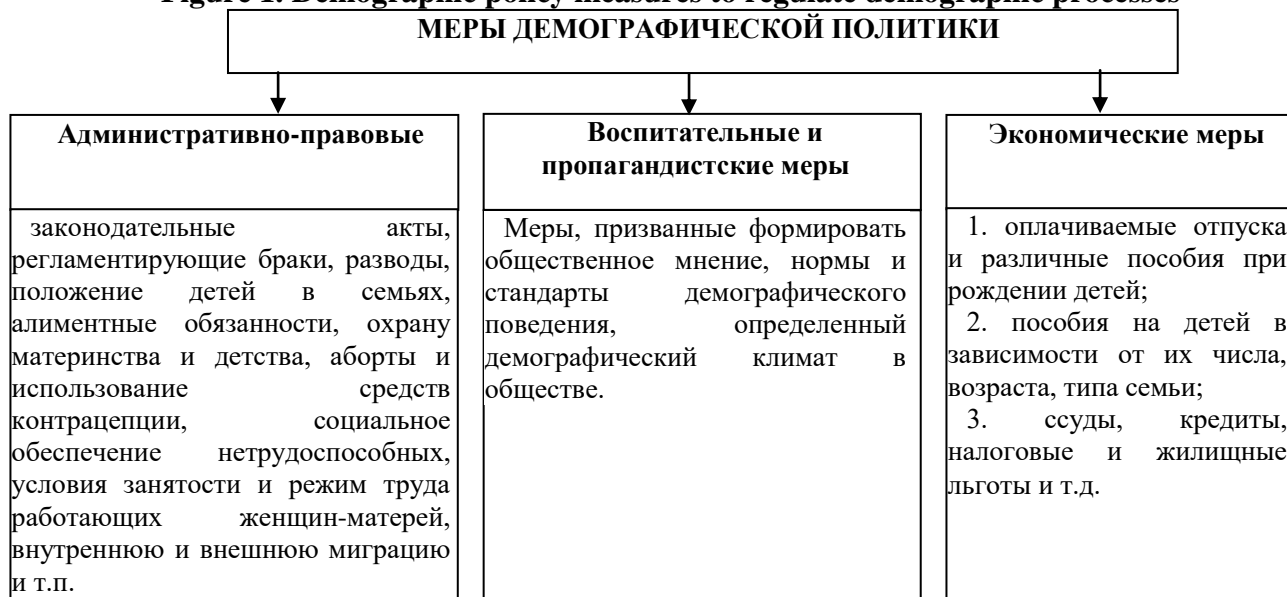 Figure 1. Demographic policy measures to regulate demographic processes
МЕРЫ ДЕМОГРАФИЧЕСКОЙ ПОЛИТИКИ
Административно-правовые
законодательные акты,
регламентирующие браки, разводы,
положение детей в семьях,
алиментные обязанности, охрану
материнства и детства, аборты и
использование средств
контрацепции, социальное
обеспечение нетрудоспособных,
условия занятости и режим труда
работающих женщин-матерей,
внутреннюю и внешнюю миграцию
и т.п.
Воспитательные и
пропагандистские меры
Меры, призванные формировать
общественное мнение, нормы и
стандарты демографического
поведения, определенный
демографический климат в
обществе.
Экономические меры
1. оплачиваемые отпуска
и различные пособия при
рождении детей;
2. пособия на детей в
зависимости от их числа,
возраста, типа семьи;
3. ссуды, кредиты,
налоговые и жилищные
льготы и т.д.